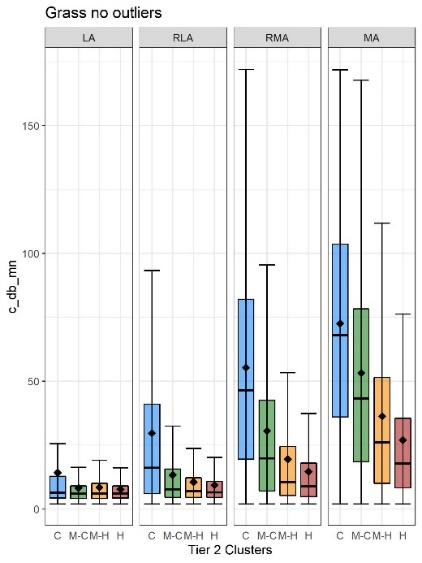 Grass no outliers
LA RLA RMA MA
150
100
50
0
c_db_mn
C M-C M-H H C M-C M-H H C M-C M-H H C M-C M-H H
Tier 2 Clusters